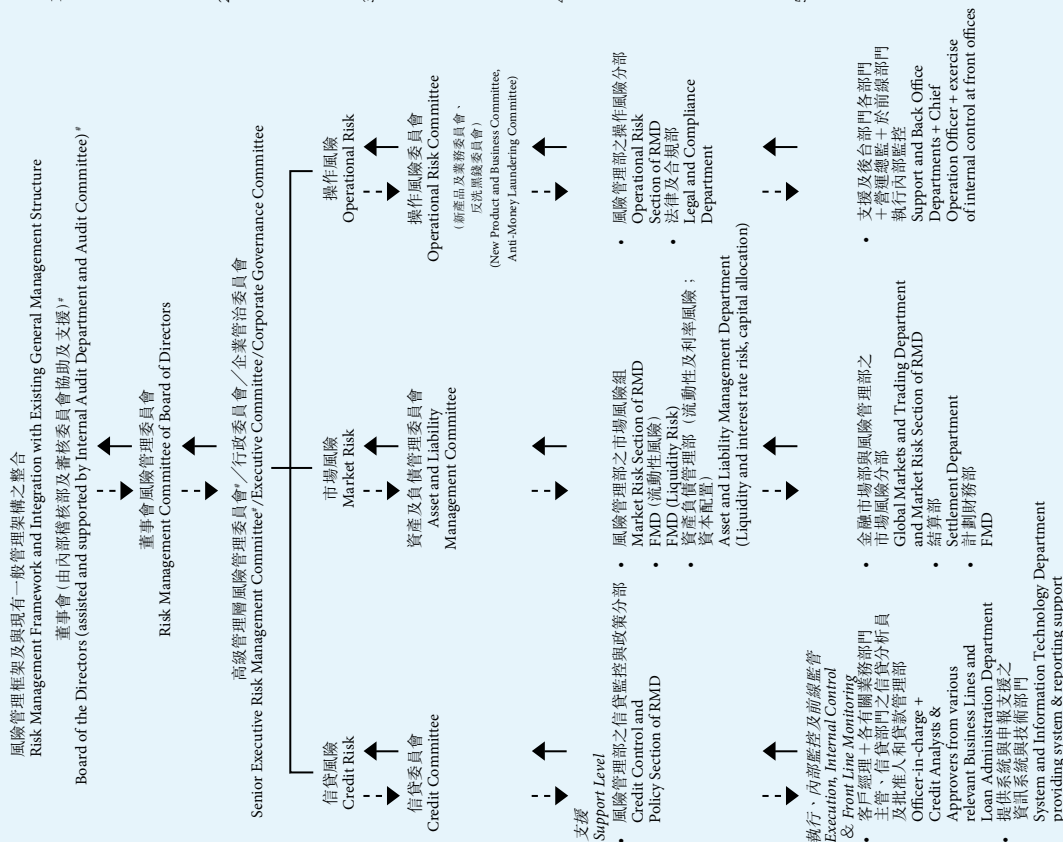 風險管理框架及與現有一般管理架構之整合
Risk Management Framework and Integration with Existing General Management Structure
董事會 (由內部稽核部及審核委員會協助及支援)#
Board of the Directors (assisted and supported by Internal Audit Department and Audit Committee)#
董事會風險管理委員會
Risk Management Committee of Board of Directors
高級管理層風險管理委員會#／行政委員會／企業管治委員會
Senior Executive Risk Management Committee#/Executive Committee/Corporate Governance Committee
信貸風險
Credit Risk
信貸委員會
Credit Committee
市場風險
Market Risk
資產及負債管理委員會
Asset and Liability
Management Committee
操作風險
Operational Risk
操作風險委員會
Operational Risk Committee
(新產品及業務委員會、
反洗黑錢委員會)
(New Product and Business Committee,
Anti-Money Laundering Committee)
支援
Support Level
• 風險管理部之信貸監控與政策分部
Credit Control and
Policy Section of RMD
• 風險管理部之市場風險組
Market Risk Section of RMD
• FMD (流動性風險)
FMD (Liquidity Risk)
• 資產負債管理部（流動性及利率風險；
資本配置）
Asset and Liability Management Department
(Liquidity and interest rate risk, capital allocation)
• 風險管理部之操作風險分部
Operational Risk
Section of RMD
• 法律及合規部
Legal and Compliance
Department
執行、內部監控及前線監管
Execution, Internal Control
& Front Line Monitoring
• 客戶經理＋各有關業務部門
主管、信貸部門之信貸分析員
及批准人和貸款管理部
Officer-in-charge +
Credit Analysts &
Approvers from various
relevant Business Lines and
Loan Administration Department
• 提供系統與申報支援之
資訊系統與技術部門
System and Information Technology Department
providing system & reporting support
• 金融市場部與風險管理部之
市場風險分部
Global Markets and Trading Department
and Market Risk Section of RMD
• 結算部
Settlement Department
• 計劃財務部
FMD
• 支援及後台部門各部門
＋營運總監＋於前線部門
執行內部監控
Support and Back Office
Departments + Chief
Operation Officer + exercise
of internal control at front offices